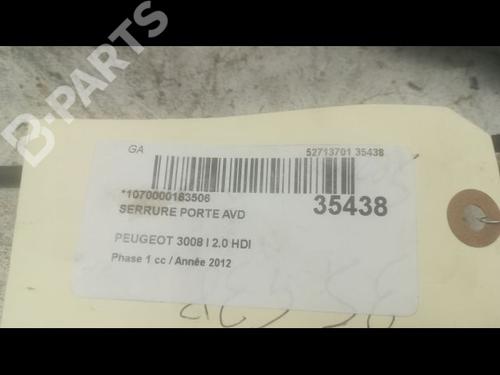 B-PARTS
GA
52713701 35438
*1070000183506
SERRURE PORTE AVD
35438
PEUGEOT 3008 I 2.0 HDI
Phase 1 cc / Année 2012